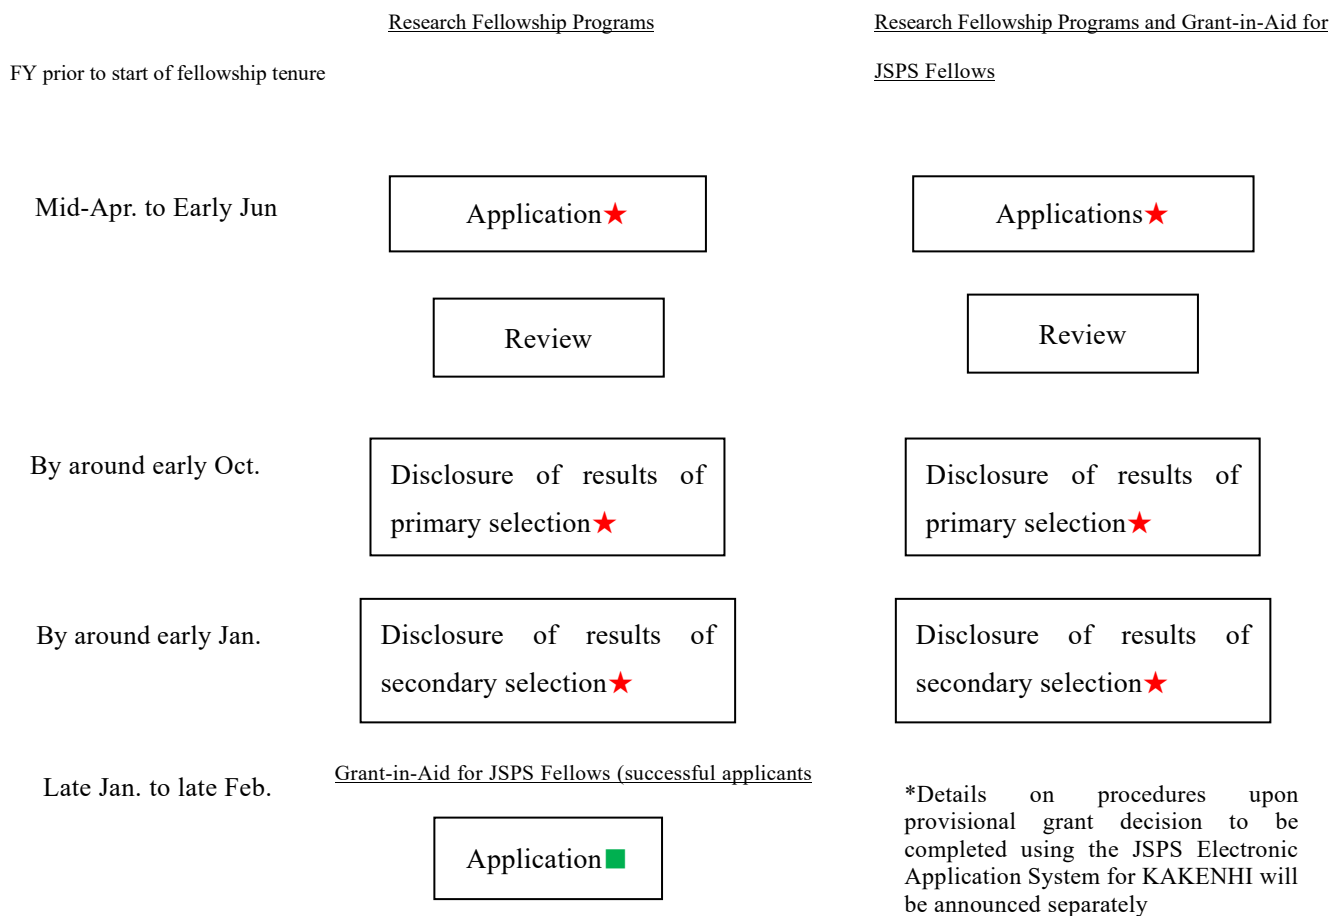 Research Fellowship Programs
Research Fellowship Programs and Grant-in-Aid for
JSPS Fellows
FY prior to start of fellowship tenure
Mid-Apr. to Early Jun
Application★
Applications★
Review
Review
By around early Oct.
Disclosure of results of
primary selection★
Disclosure of results of
primary selection★
By around early Jan.
Disclosure of results of
secondary selection★
Disclosure of results of
secondary selection★
Late Jan. to late Feb.
Grant-in-Aid for JSPS Fellows (successful applicants
Application■
*Details on procedures upon
provisional grant decision to be
completed using the JSPS Electronic
Application System for KAKENHI will
be announced separately